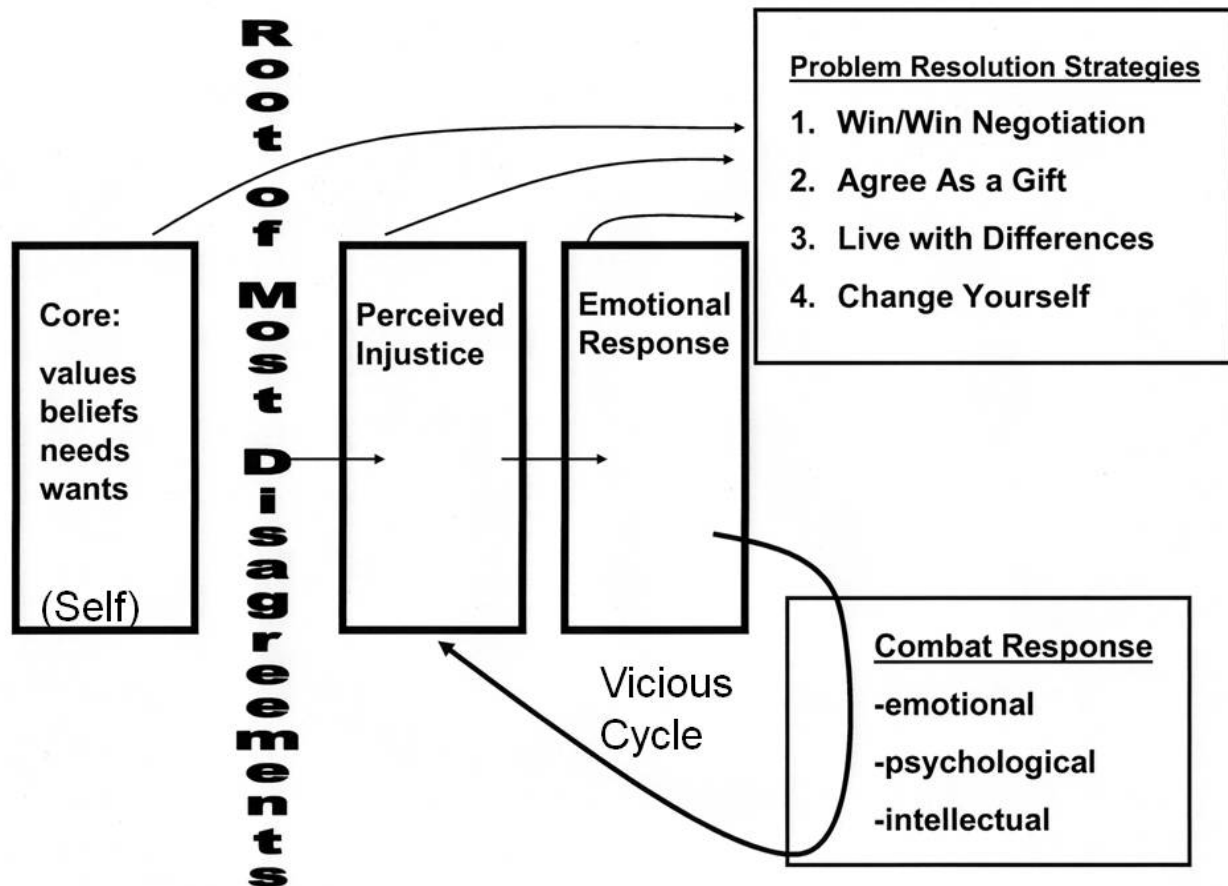 Root of Most Disagreements
Core:
values
beliefs
needs
wants
(Self)
Perceived
Injustice
Emotional
Response
Problem Resolution Strategies
1. Win/Win Negotiation
2. Agree As a Gift
3. Live with Differences
4. Change Yourself
Vicious
Cycle
Combat Response
-emotional
-psychological
-intellectual